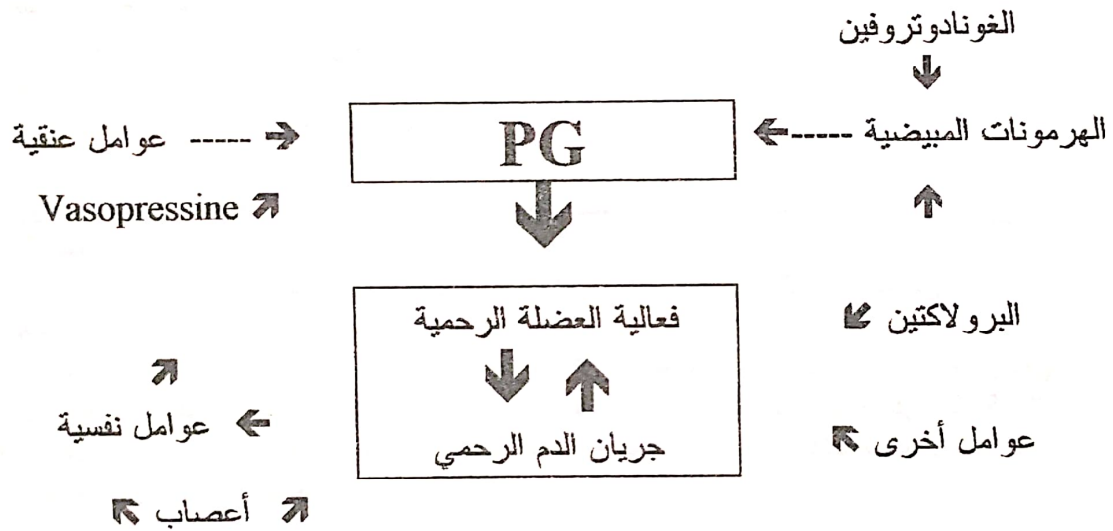 الغونادوتروفين
الهرمونات المبيضية
PG
عوامل عنقية
Vasopressine
فعالية العضلة الرحمية
البرولاكتين
عوامل نفسية
جريان الدم الرحمي
عوامل أخرى
أعصاب